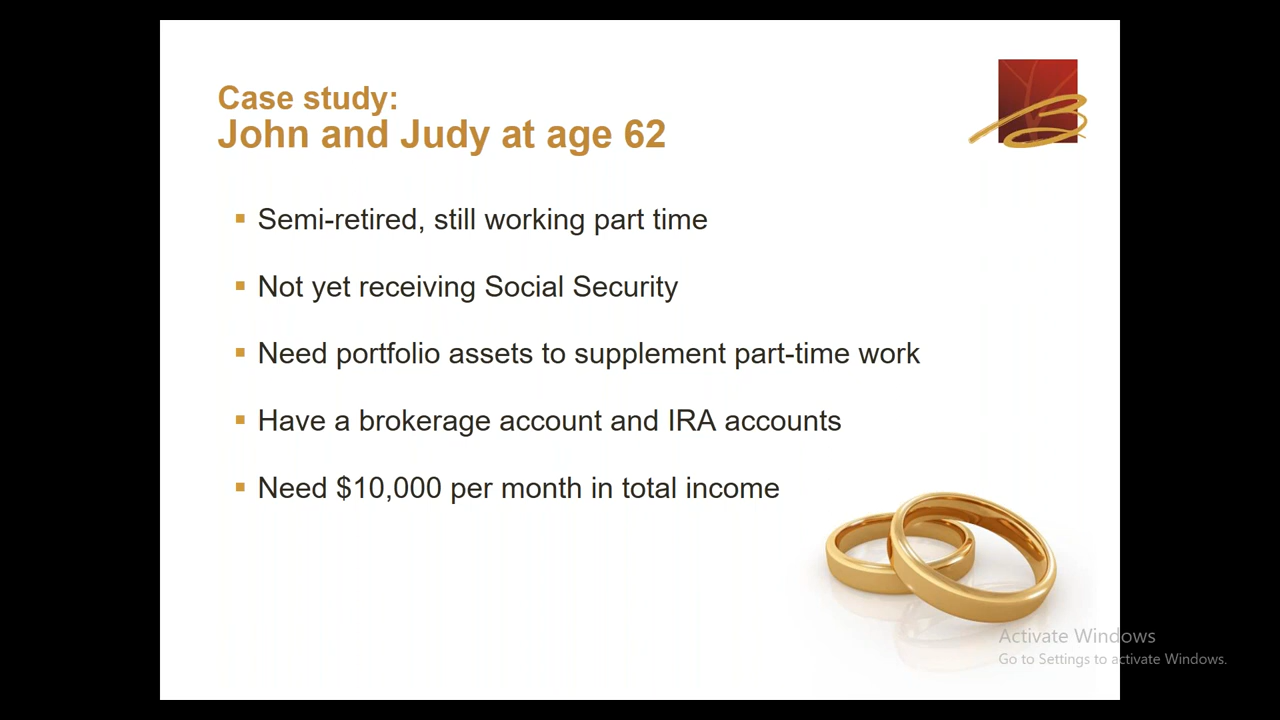 Case study:
John and Judy at age 62
▪ Semi-retired, still working part time
▪ Not yet receiving Social Security
▪ Need portfolio assets to supplement part-time work
▪ Have a brokerage account and IRA accounts
▪ Need $10,000 per month in total income
Activate Windows
Go to Settings to activate Windows.